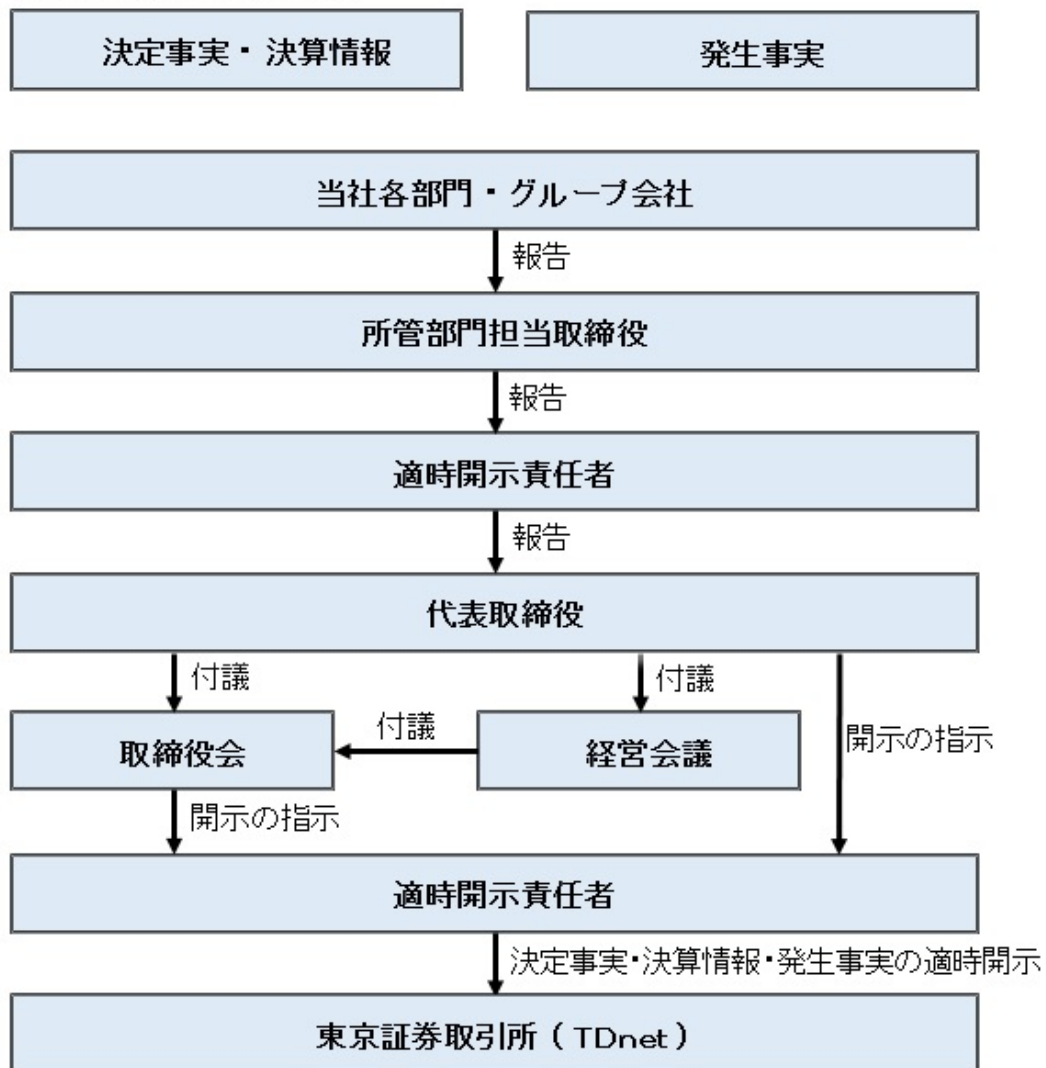 決定事実・決算情報
発生事実
当社各部門・グループ会社
報告
所管部門担当取締役
報告
適時開示責任者
報告
代表取締役
付議
付議
取締役会
付議
経営会議
開示の指示
開示の指示
適時開示責任者
決定事実・決算情報・発生事実の適時開示
東京証券取引所(TDnet)